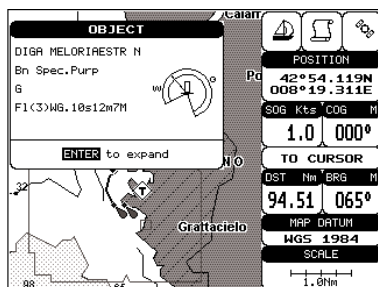 OBJECT
DIGA MELORIAESTR N
Bn Spec.Purp
G
Fl(3)WG.10s12m7M
W
G
ENTER to expand
Grattacielo
T
32
98
POSITION
42°54.119N
008°19.311E
SOG Kts COG M
1.0 000°
TO CURSOR
DST Nm BRG M
94.51 065°
MAP DATUM
WGS 1984
SCALE
1.0Nm